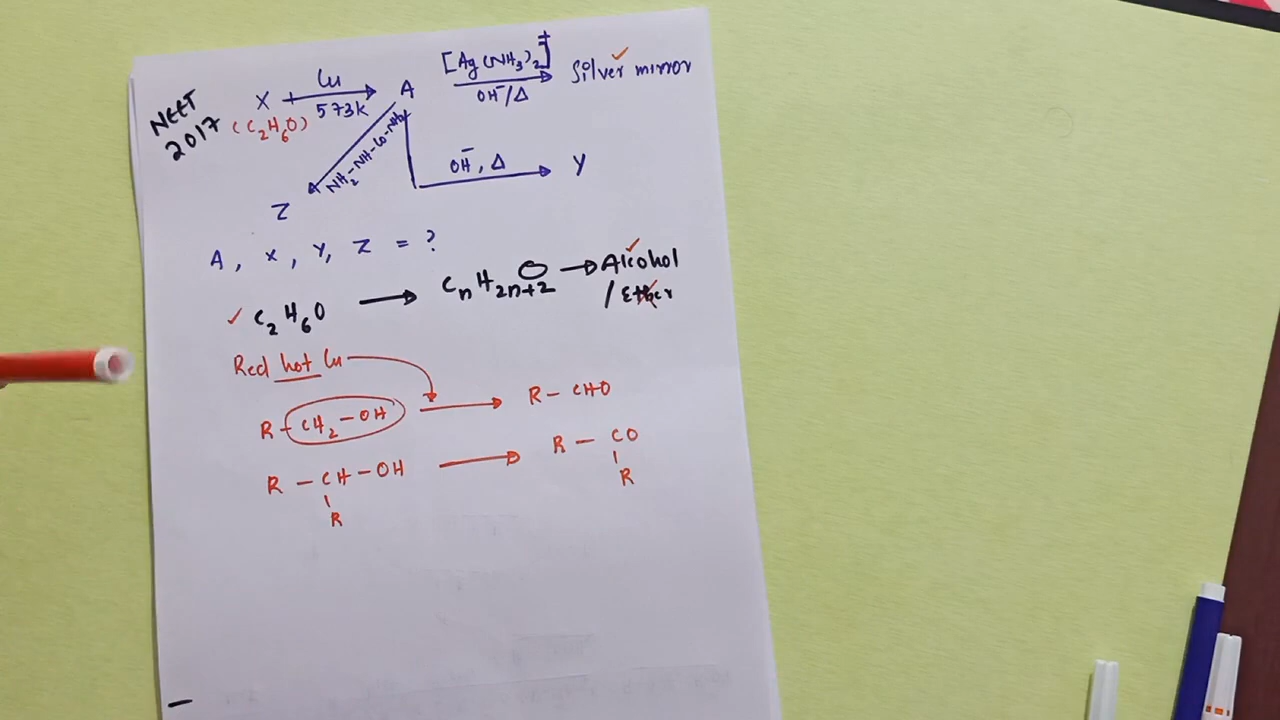 NEET 2017
X + Cu 573k → A [Ag(NH₃)₂]⁺ OH⁻/Δ → Silver mirror
(C₂H₆O)
NH₂-NH-CO-NH₂
OH⁻, Δ → Y
Z
A, X, Y, Z = ?
C₂H₆O → CₙH₂ₙ₊₂O → Alcohol / Ether
Red hot Cu
R-CH₂-OH → R-CHO
R-CH-OH → R-CO
R R